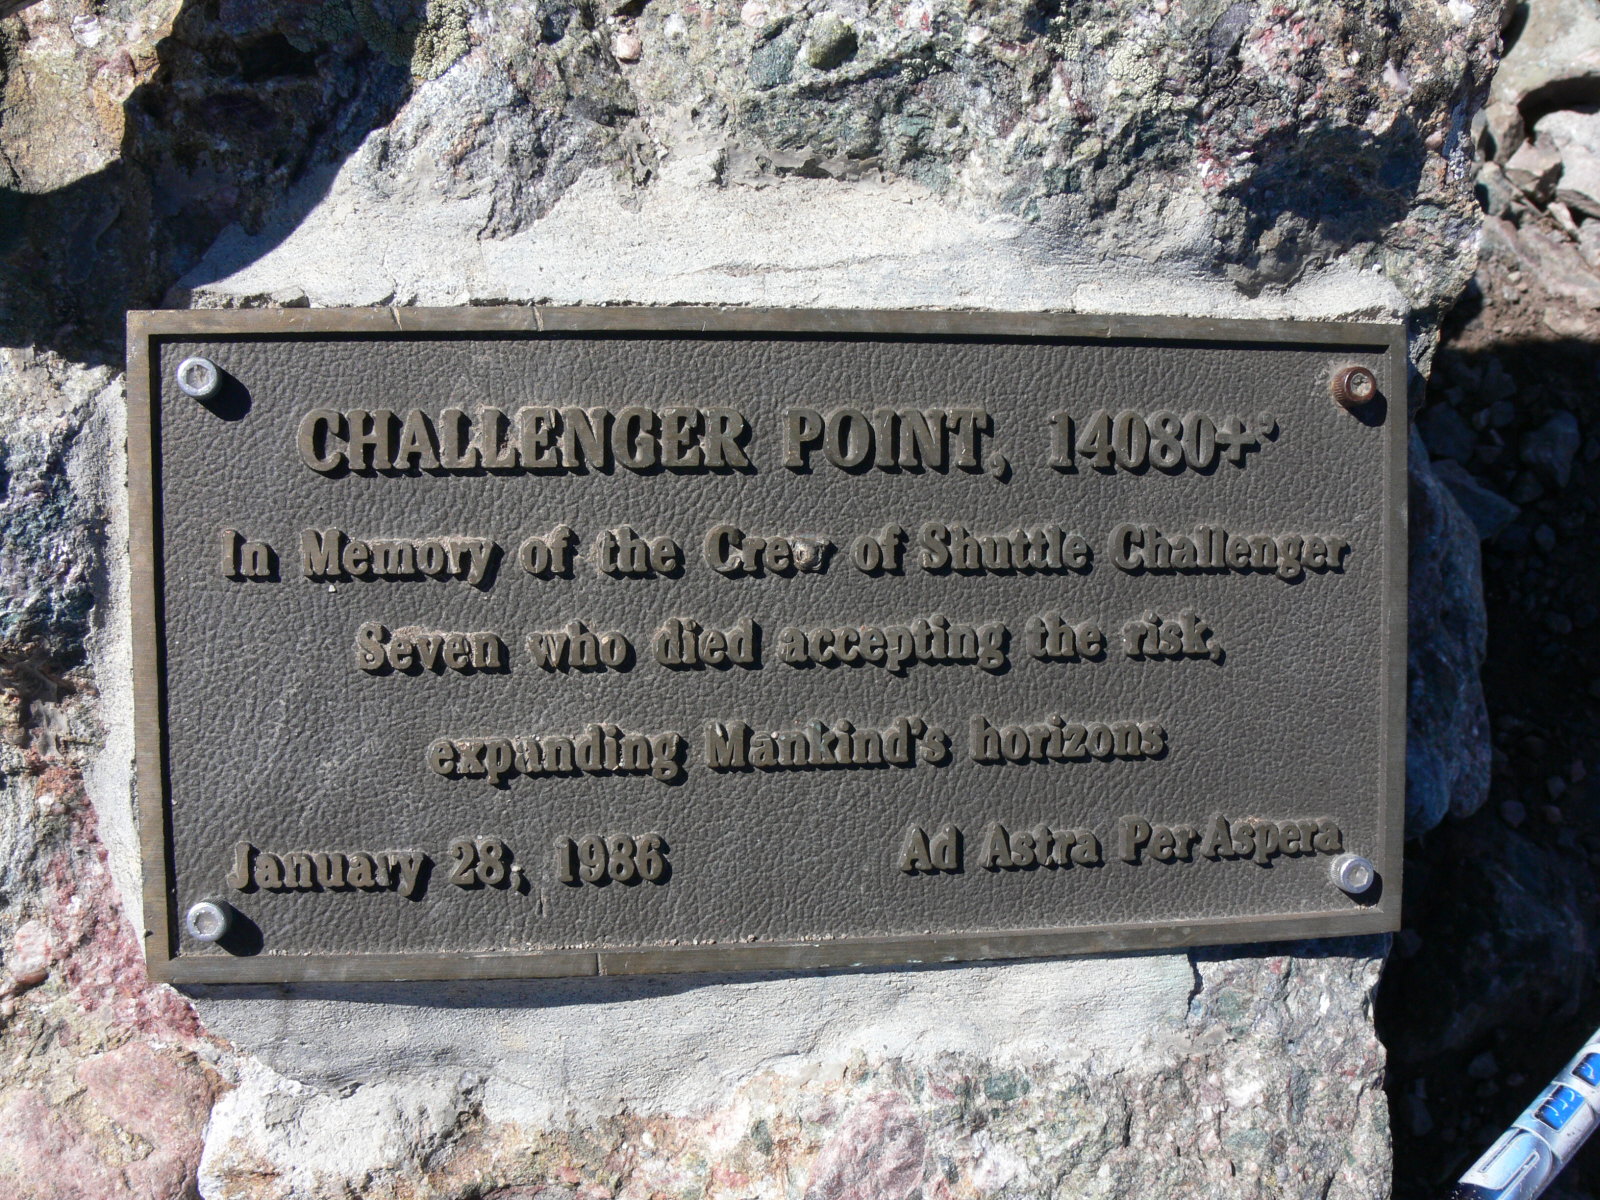 CHALLENGER POINT, 14080+'
In Memory of the Crew of Shuttle Challenger
Seven who died accepting the risk,
expanding Mankind's horizons
January 28, 1986 Ad Astra Per Aspera